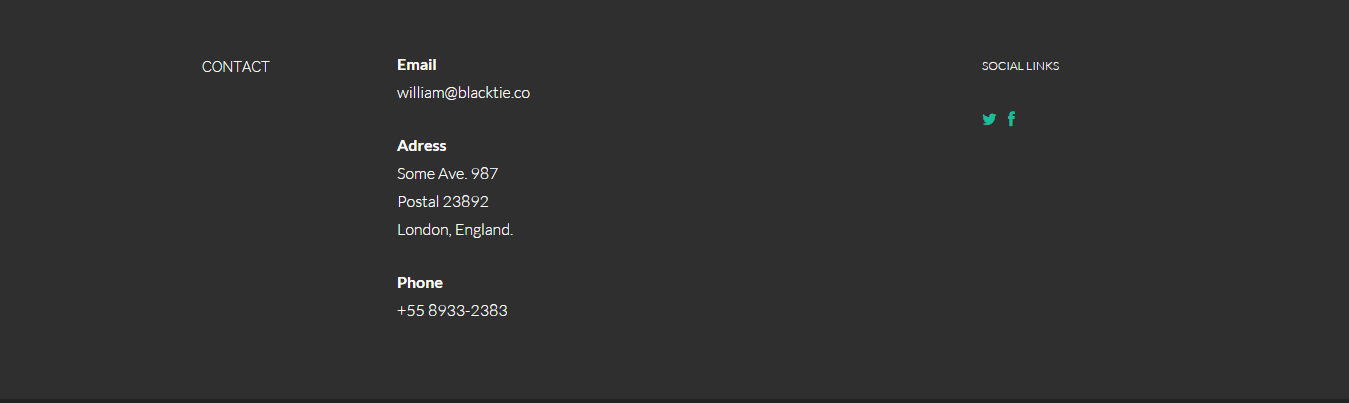 CONTACT
Email
william@blacktie.co
Adress
Some Ave. 987
Postal 23892
London, England.
Phone
+55 8933-2383
SOCIAL LINKS